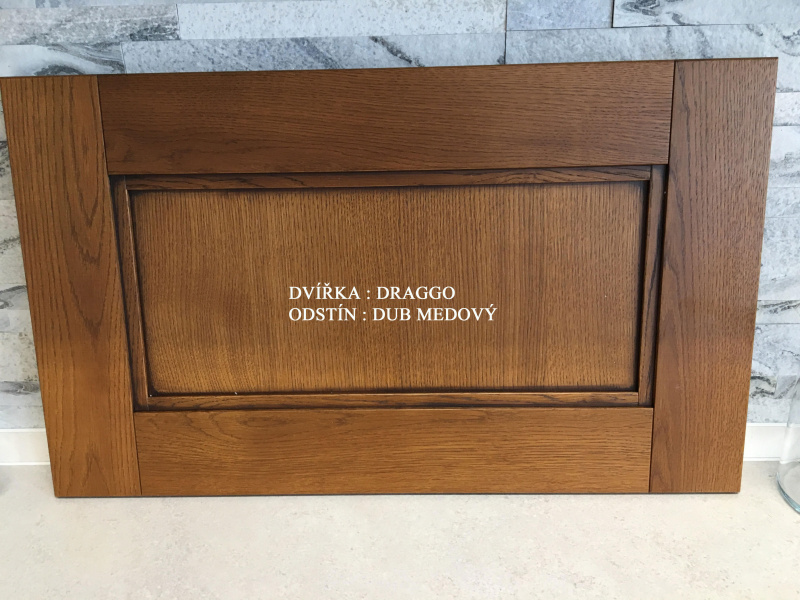 DVÍŘKA : DRAGGO
ODSTÍN : DUB MEDOVÝ